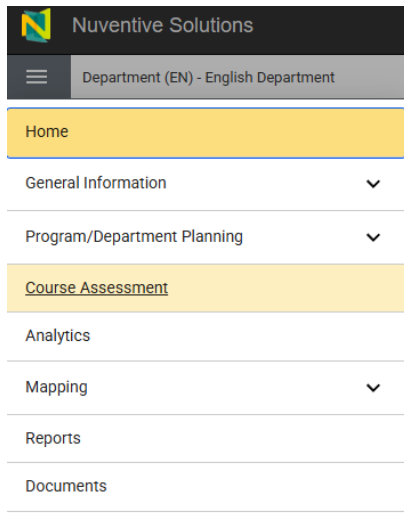 Nuventive Solutions
Department (EN) - English Department
Home
General Information
Program/Department Planning
Course Assessment
Analytics
Mapping
Reports
Documents